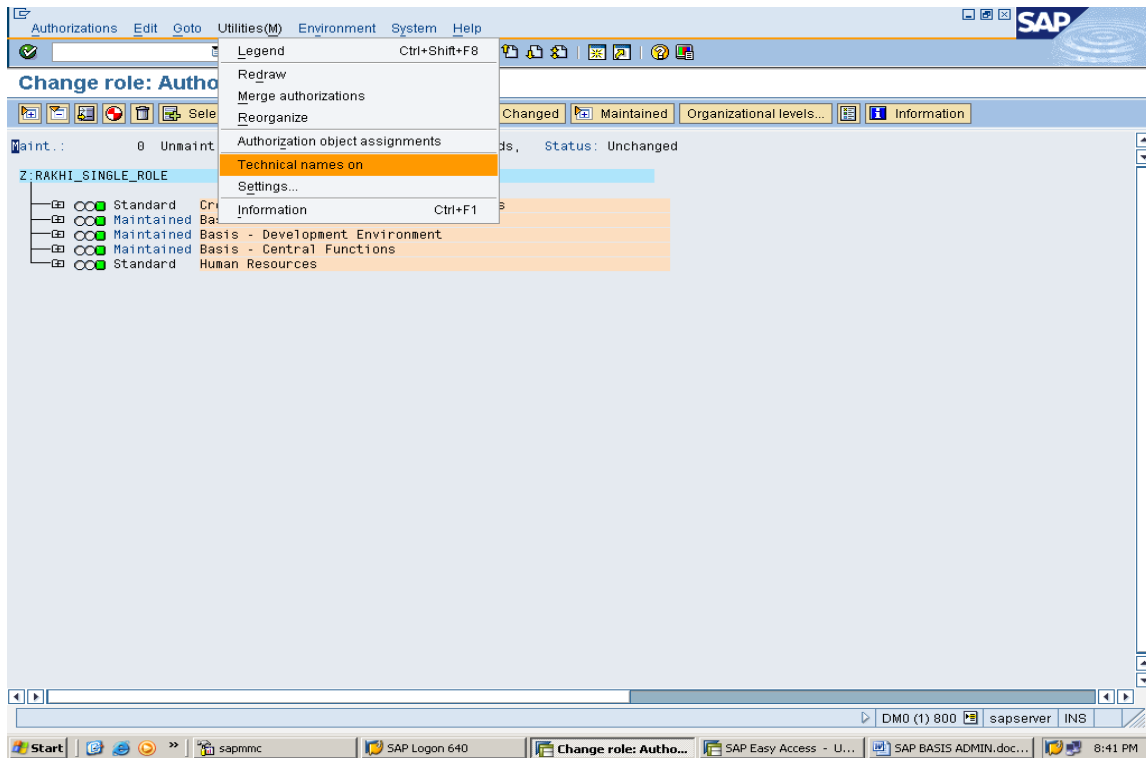 Authorizations Edit Goto Utilities(M) Environment System Help
SAP
Legend Ctrl+Shift+F8
Redraw
Merge authorizations
Reorganize
Authorization object assignments
Technical names on
Settings...
Information Ctrl+F1
Change role: Autho
Sele Changed Maintained Organizational levels... Information
Maint.: 0 Unmaint ds, Status: Unchanged
Z:RAKHI_SINGLE_ROLE
Standard Cr s
Maintained Ba
Maintained Basis - Development Environment
Maintained Basis - Central Functions
Standard Human Resources
DM0 (1) 800 sapserver INS
Start » sapmmc SAP Logon 640 Change role: Autho... SAP Easy Access - U... SAP BASIS ADMIN.doc... 8:41 PM